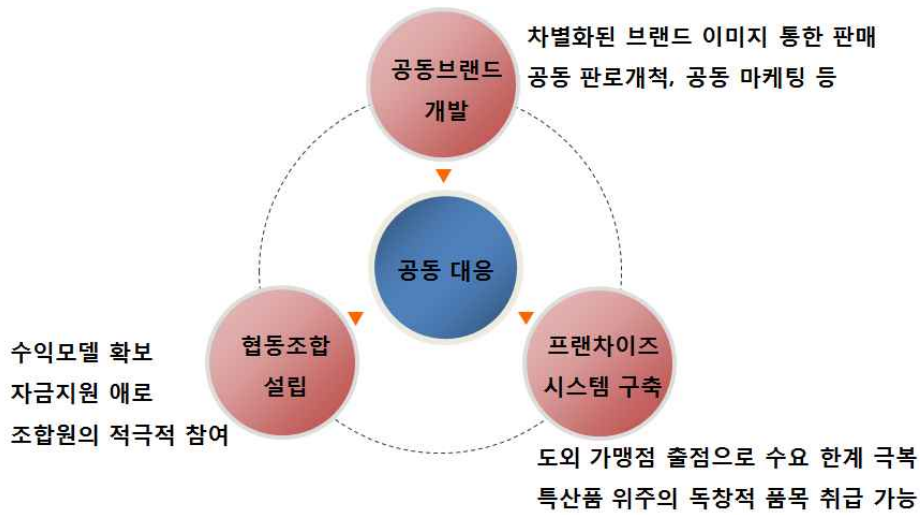 공동브랜드
개발
차별화된 브랜드 이미지 통한 판매
공동 판로개척, 공동 마케팅 등
공동 대응
협동조합
설립
수익모델 확보
자금지원 애로
조합원의 적극적 참여
프랜차이즈
시스템 구축
도외 가맹점 출점으로 수요 한계 극복
특산품 위주의 독창적 품목 취급 가능